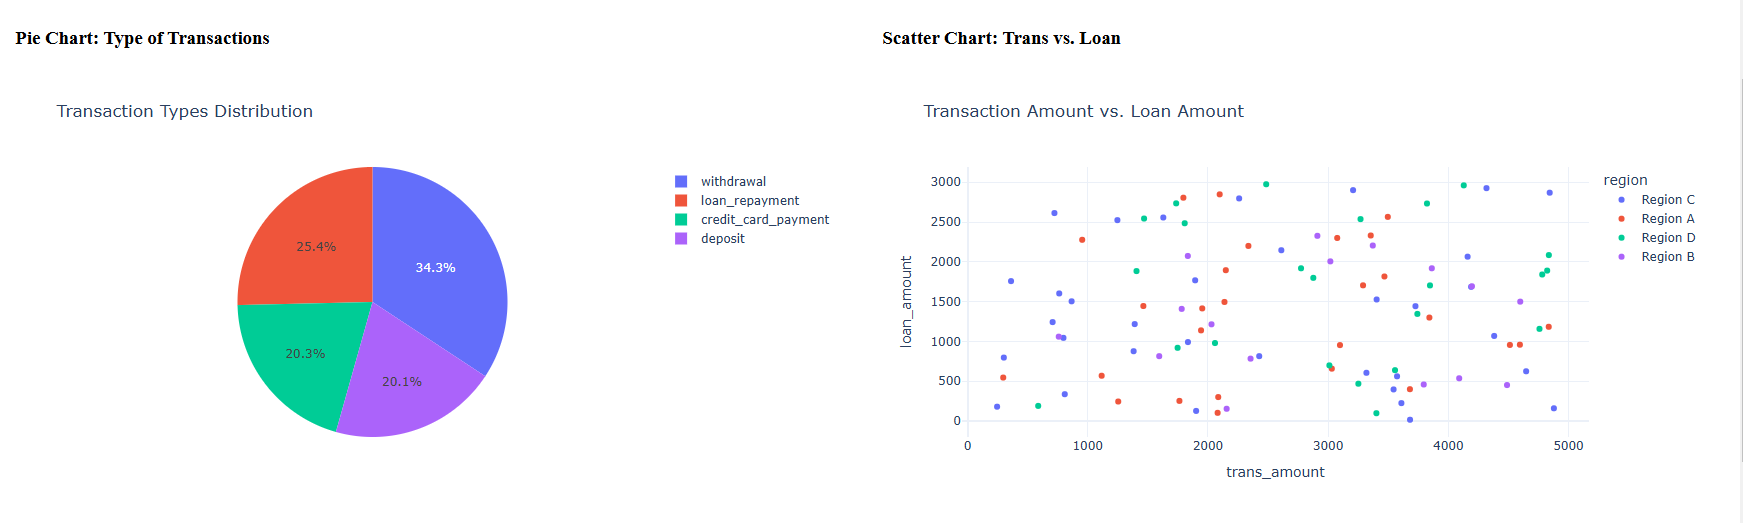 Pie Chart: Type of Transactions
Transaction Types Distribution
withdrawal
loan_repayment
credit_card_payment
deposit
25.4%
34.3%
20.3%
20.1%
Scatter Chart: Trans vs. Loan
Transaction Amount vs. Loan Amount
loan_amount
3000
2500
2000
1500
1000
500
0
0 1000 2000 3000 4000 5000
trans_amount
region
Region C
Region A
Region D
Region B